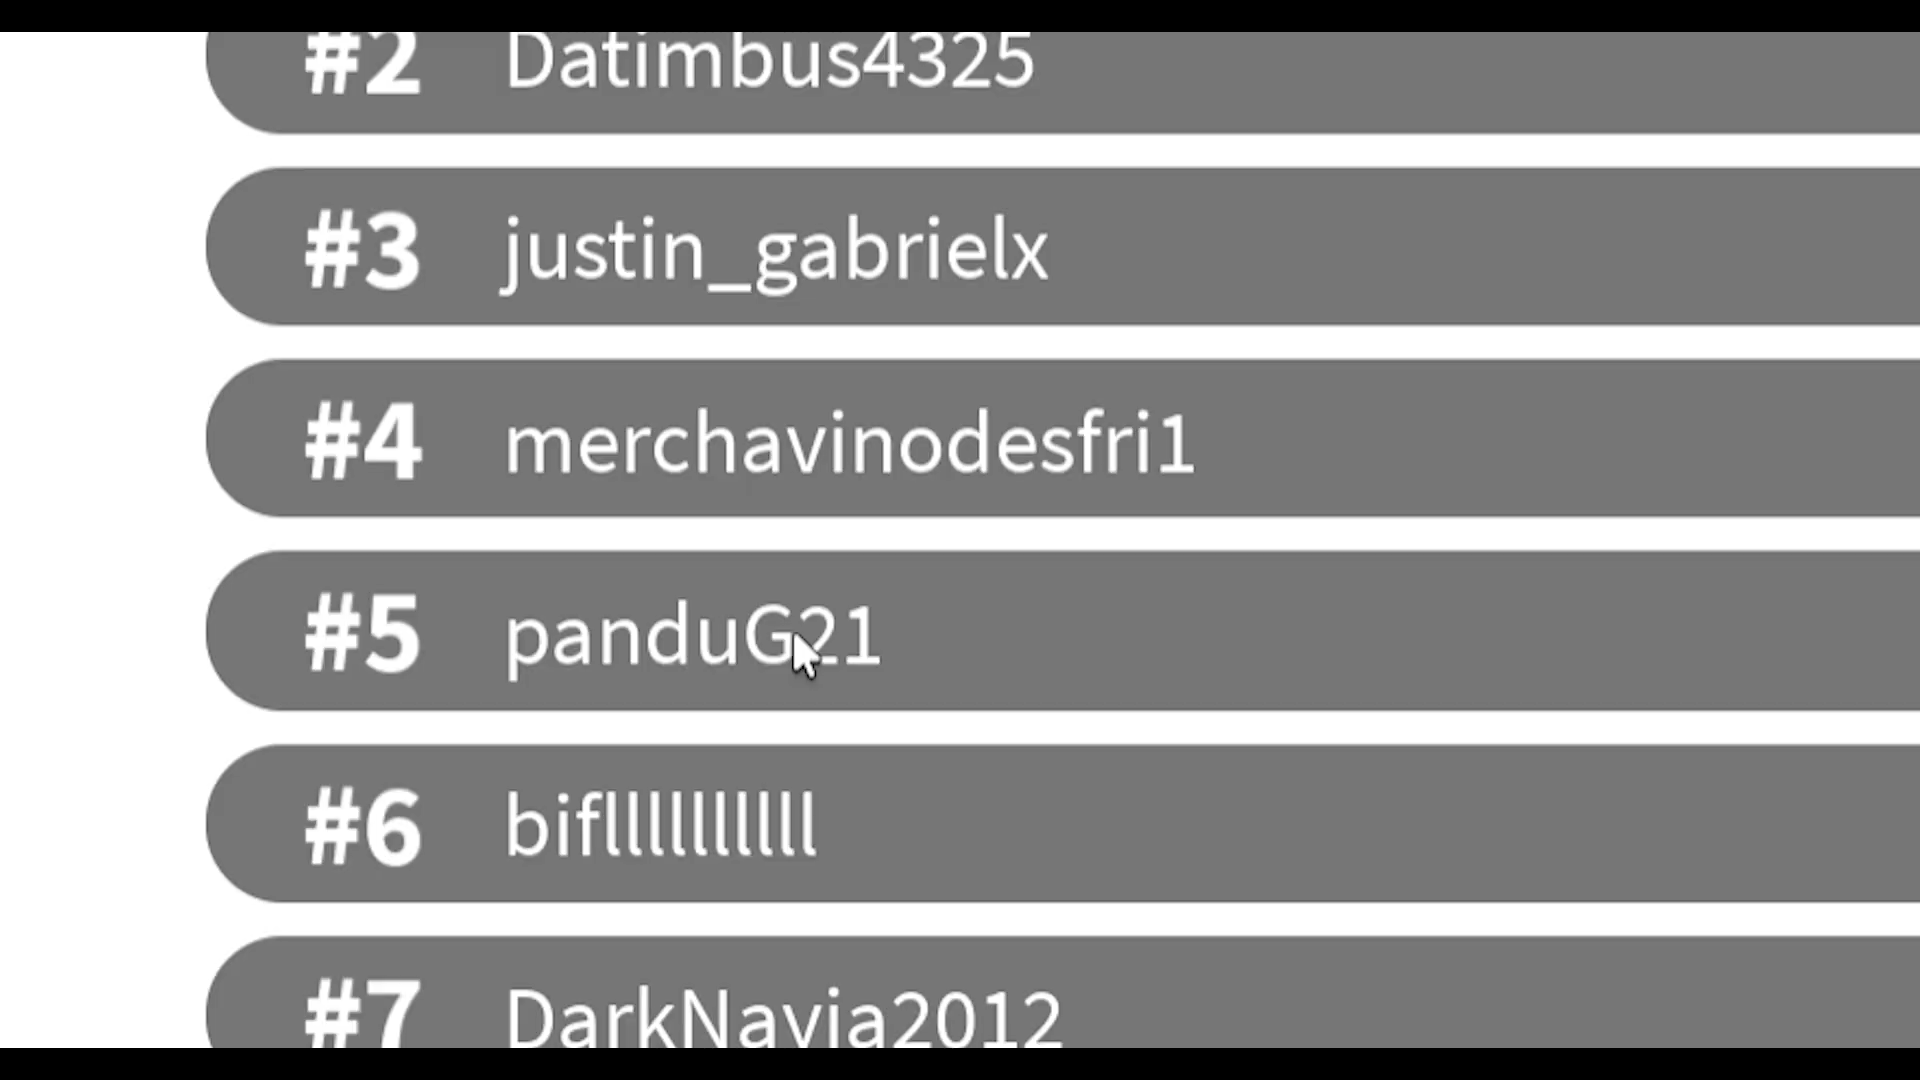 #2 Datimbus4325
#3 justin_gabrielx
#4 merchavinodesfri1
#5 panduG21
#6 bifllllllllll
#7 DarkNavia2012